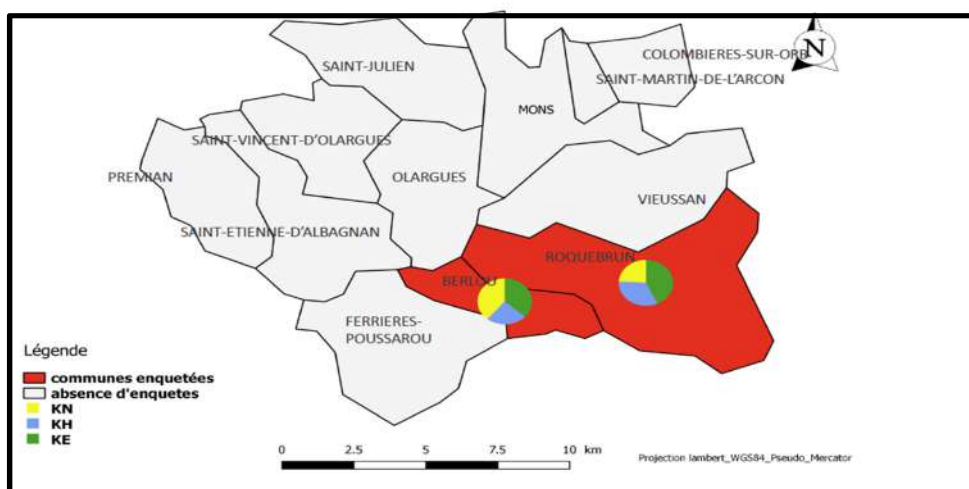 COLOMBIERES-SUR-ORB
N
SAINT-JULIEN
SAINT-MARTIN-DE-L'ARCON
MONS
SAINT-VINCENT-D'OLARGUES
PREMIAN
OLARGUES
VIEUSSAN
SAINT-ETIENNE-D'ALBAGNAN
ROQUEBRUN
BERLOU
FERRIERES-
POUSSAROU
Légende
communes enquetées
absence d'enquetes
KN
KH
KE
0 2.5 5 7.5 10 km
Projection lambert_WGS84_Pseudo_Mercator